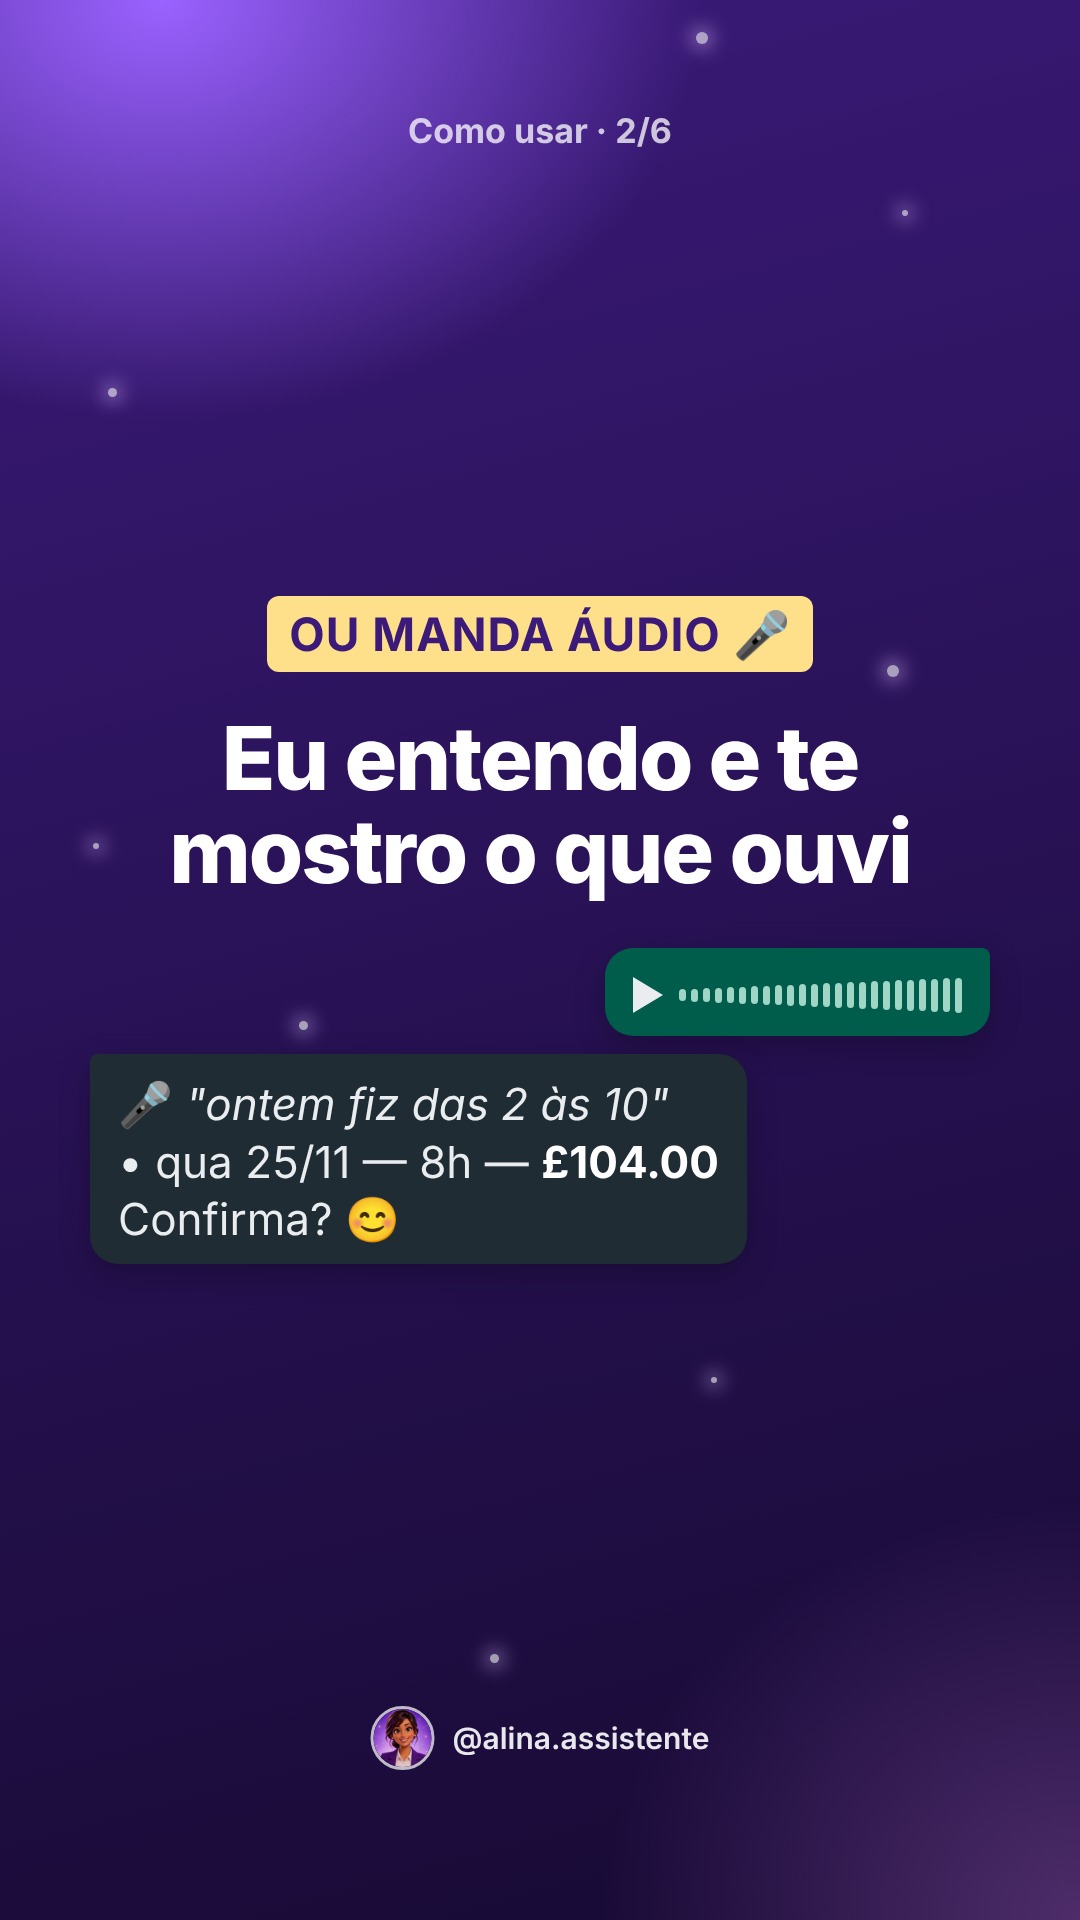 Como usar · 2/6
OU MANDA ÁUDIO 🎤
Eu entendo e te
mostro o que ouvi
🎤 "ontem fiz das 2 às 10"
• qua 25/11 — 8h — £104.00
Confirma? 😊
@alina.assistente